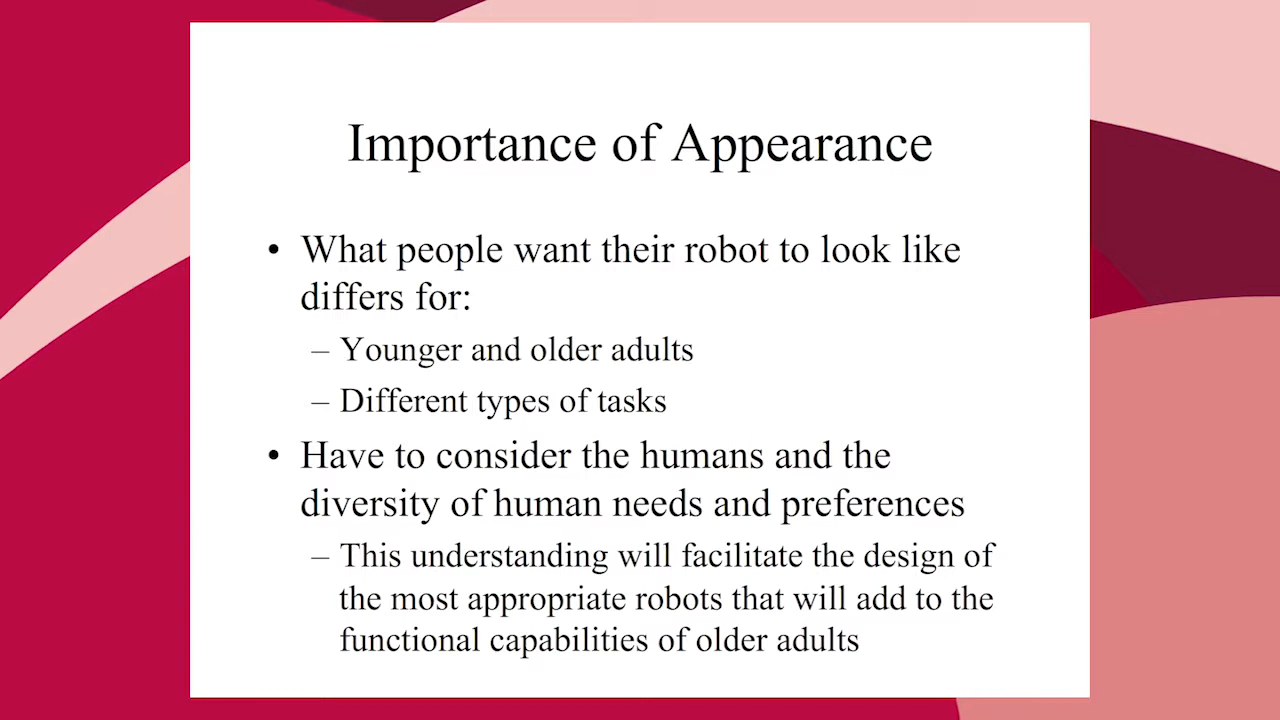 Importance of Appearance
• What people want their robot to look like
differs for:
– Younger and older adults
– Different types of tasks
• Have to consider the humans and the
diversity of human needs and preferences
– This understanding will facilitate the design of
the most appropriate robots that will add to the
functional capabilities of older adults